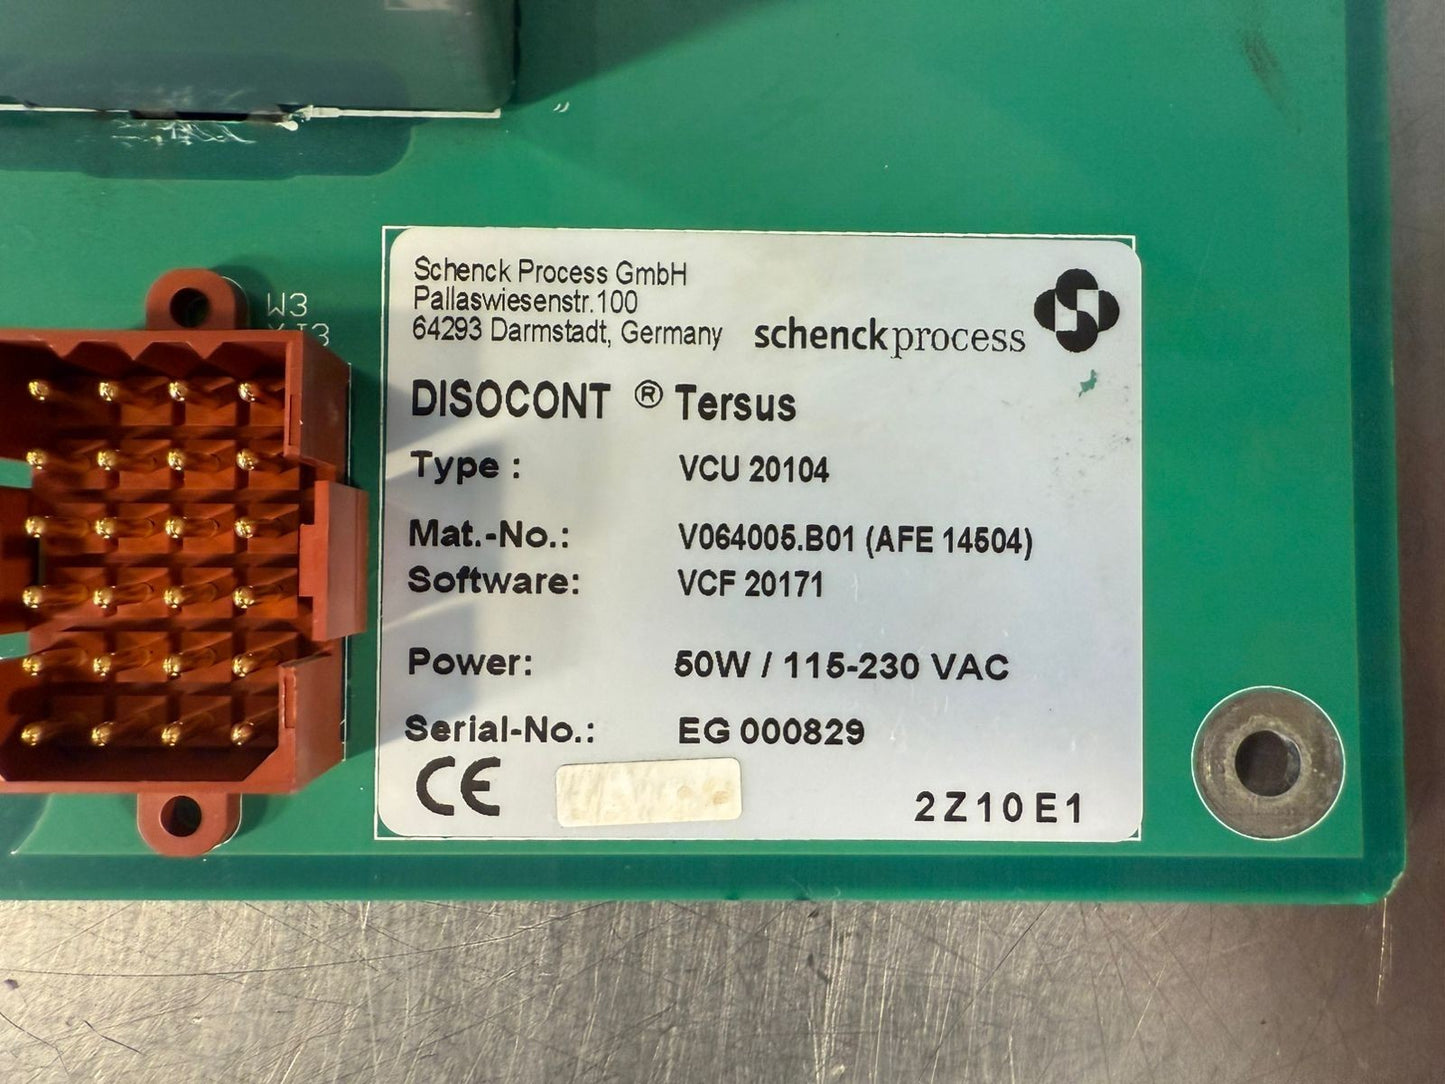 W3
XJ3
Schenck Process GmbH
Pallaswiesenstr.100
64293 Darmstadt, Germany
schenckprocess
DISOCONT ® Tersus
Type : VCU 20104
Mat.-No.: V064005.B01 (AFE 14504)
Software: VCF 20171
Power: 50W / 115-230 VAC
Serial-No.: EG 000829
CE
2Z10E1